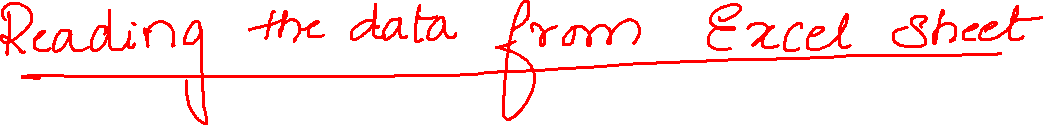 Reading the data from Excel Sheet